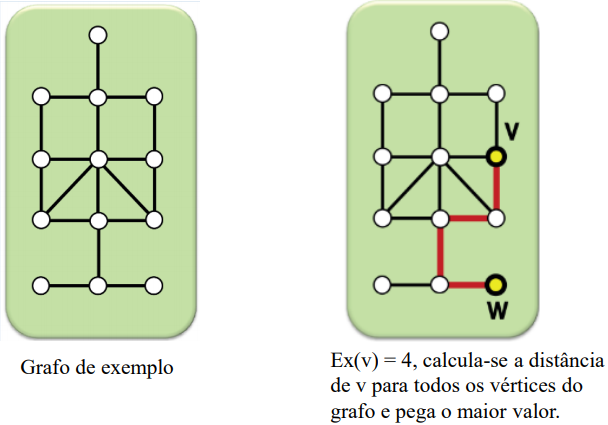 V
W
Grafo de exemplo
Ex(v) = 4, calcula-se a distância
de v para todos os vértices do
grafo e pega o maior valor.